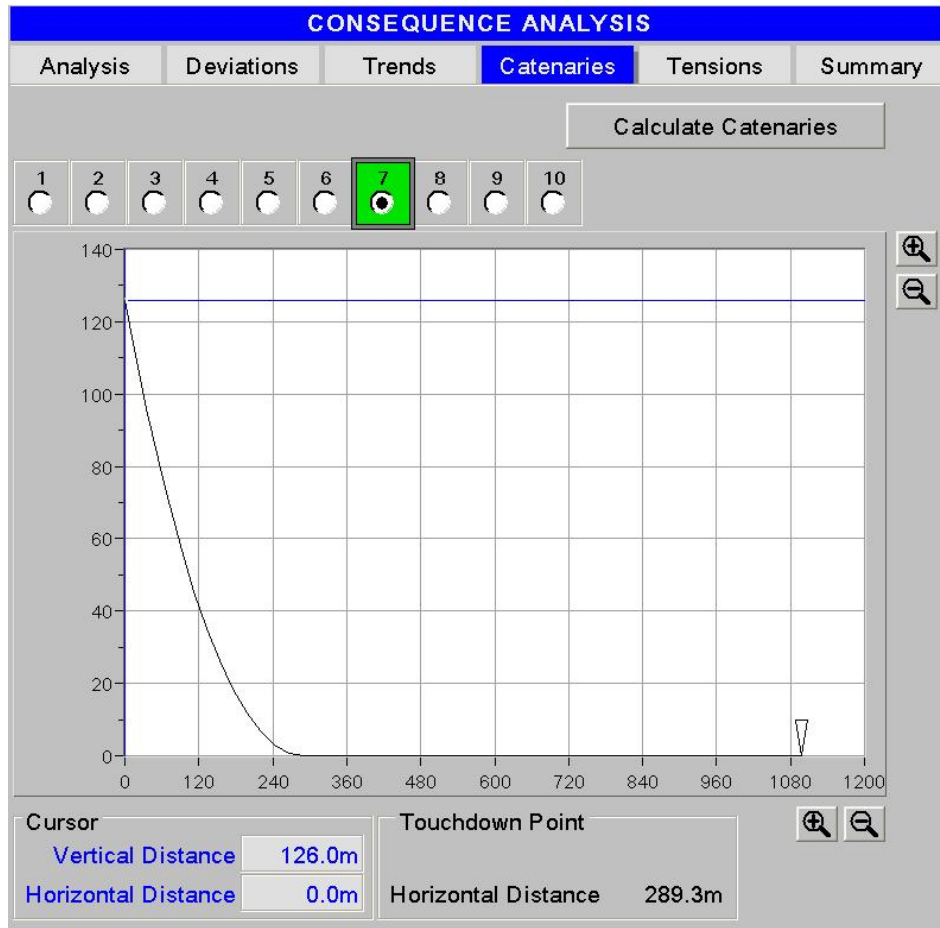 CONSEQUENCE ANALYSIS
Analysis Deviations Trends Catenaries Tensions Summary
Calculate Catenaries
1 2 3 4 5 6 7 8 9 10
140
120
100
80
60
40
20
0
0 120 240 360 480 600 720 840 960 1080 1200
Cursor Touchdown Point
Vertical Distance 126.0m
Horizontal Distance 0.0m Horizontal Distance 289.3m